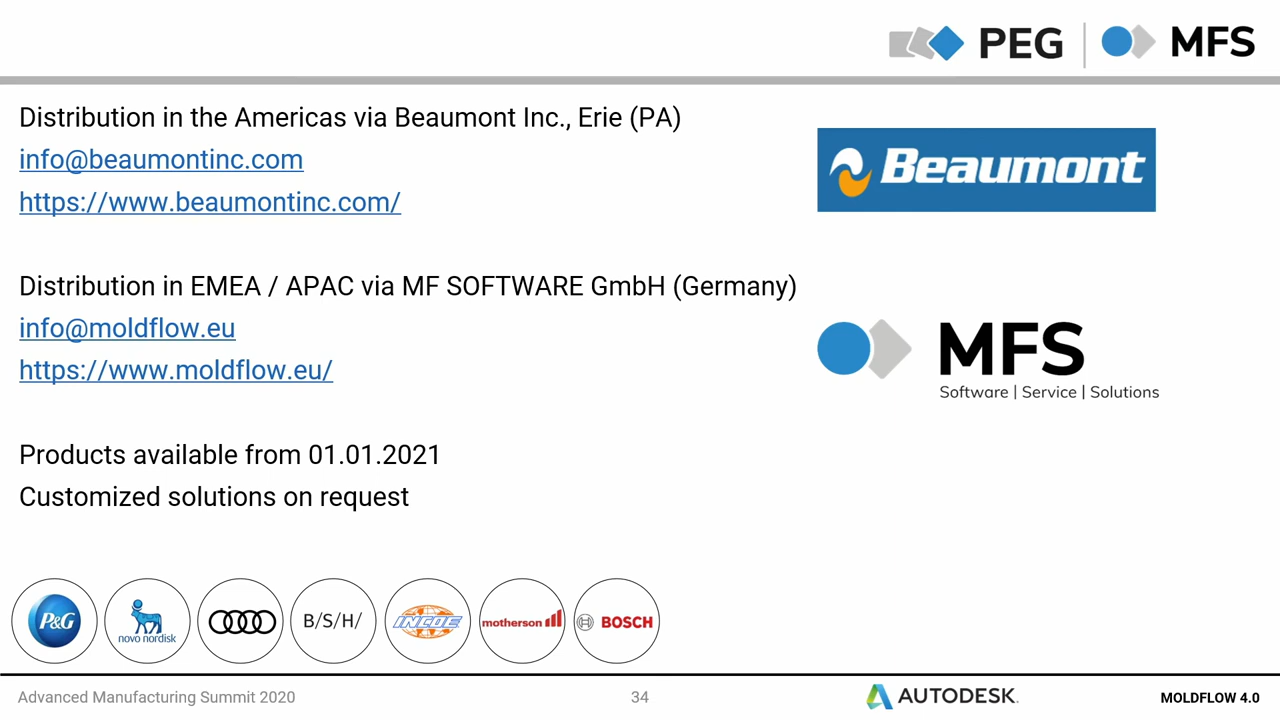 PEG | MFS
Distribution in the Americas via Beaumont Inc., Erie (PA)
info@beaumontinc.com
https://www.beaumontinc.com/
Beaumont
Distribution in EMEA / APAC via MF SOFTWARE GmbH (Germany)
info@moldflow.eu
https://www.moldflow.eu/
MFS
Software | Service | Solutions
Products available from 01.01.2021
Customized solutions on request
P&G
novo nordisk
B/S/H/
INCOE
motherson
BOSCH
Advanced Manufacturing Summit 2020
34
AUTODESK.
MOLDFLOW 4.0